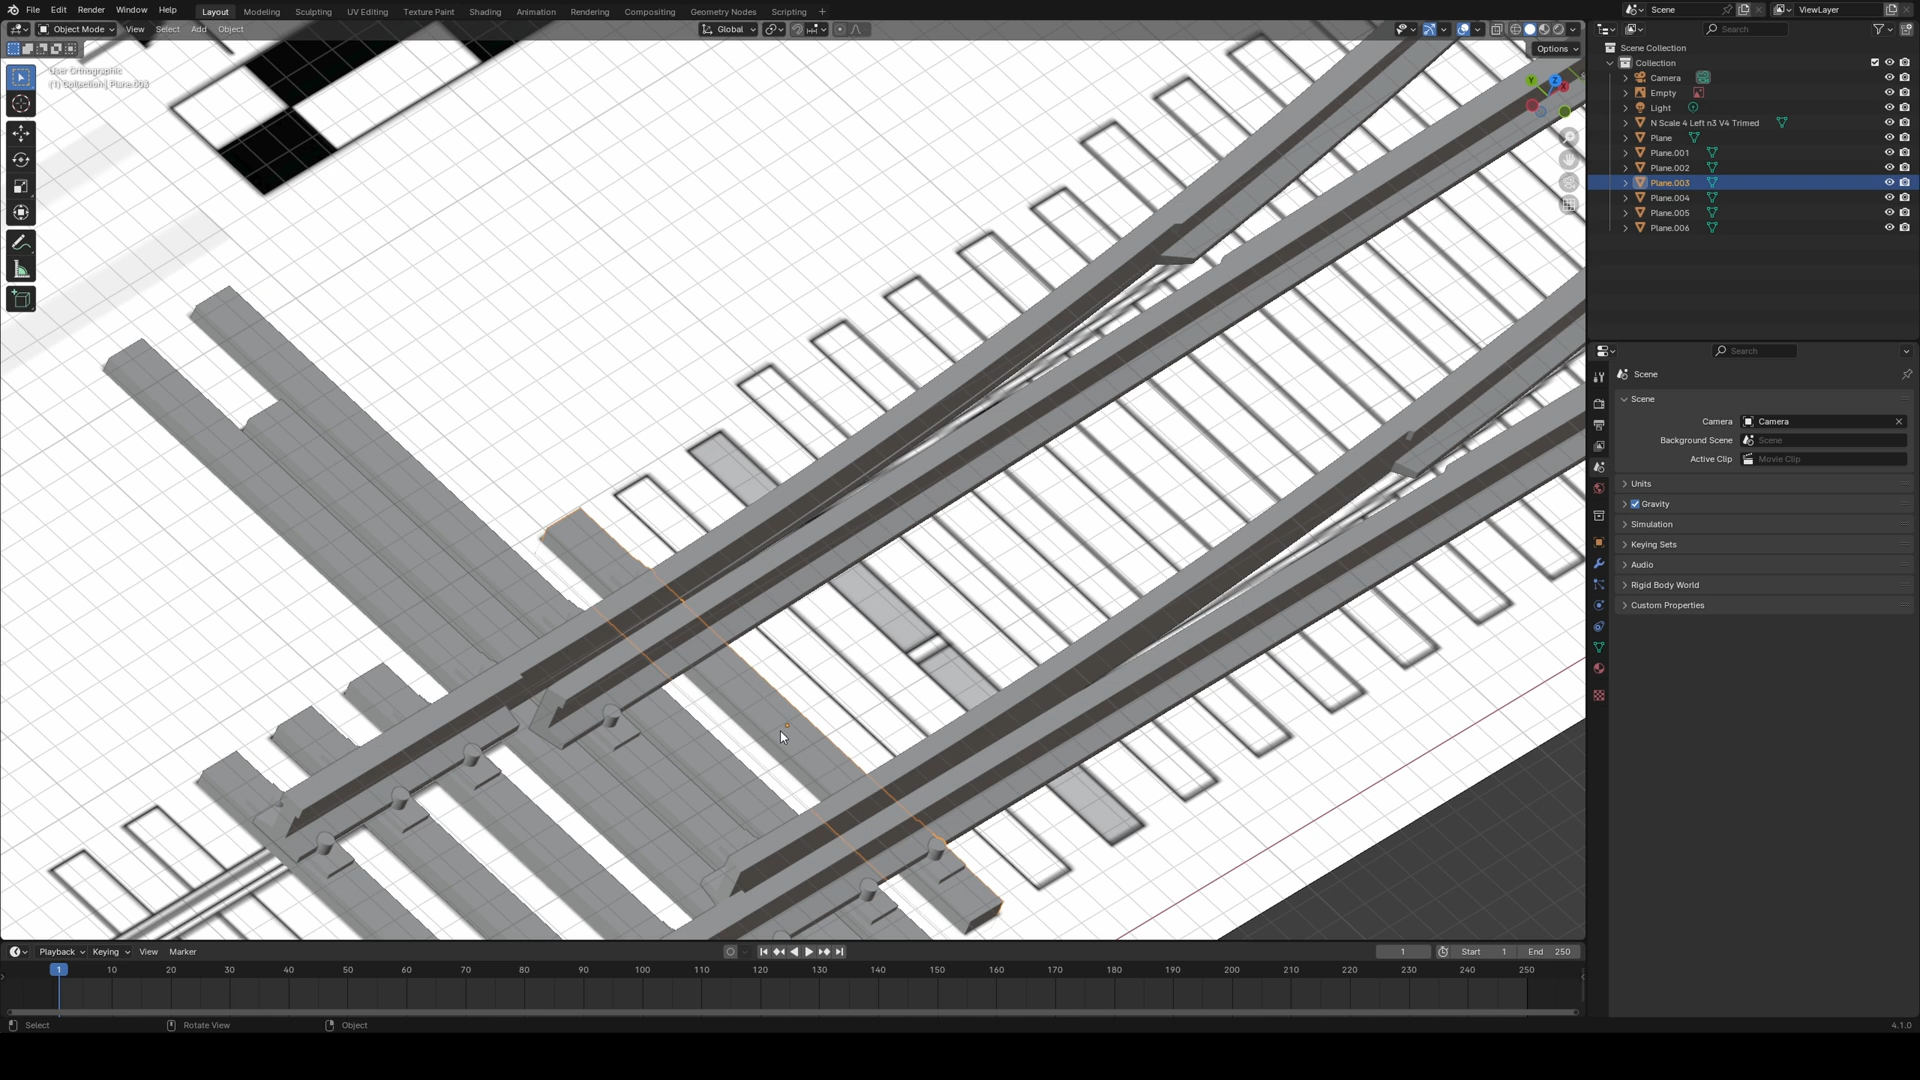 File Edit Render Window Help Layout Modeling Sculpting UV Editing Texture Paint Shading Animation Rendering Compositing Geometry Nodes Scripting + Scene ViewLayer
Object Mode View Select Add Object Global Search
Options
User Orthographic
(1) Collection | Plane.003
Scene Collection
Collection
Camera
Empty
Light
N Scale 4 Left n3 V4 Trimed
Plane
Plane.001
Plane.002
Plane.003
Plane.004
Plane.005
Plane.006
Y Z X
Search
Scene
Scene
Camera Camera
Background Scene Scene
Active Clip Movie Clip
Units
Gravity
Simulation
Keying Sets
Audio
Rigid Body World
Custom Properties
Playback Keying View Marker 1 Start 1 End 250
1 10 20 30 40 50 60 70 80 90 100 110 120 130 140 150 160 170 180 190 200 210 220 230 240 250
Select Rotate View Object 4.1.0